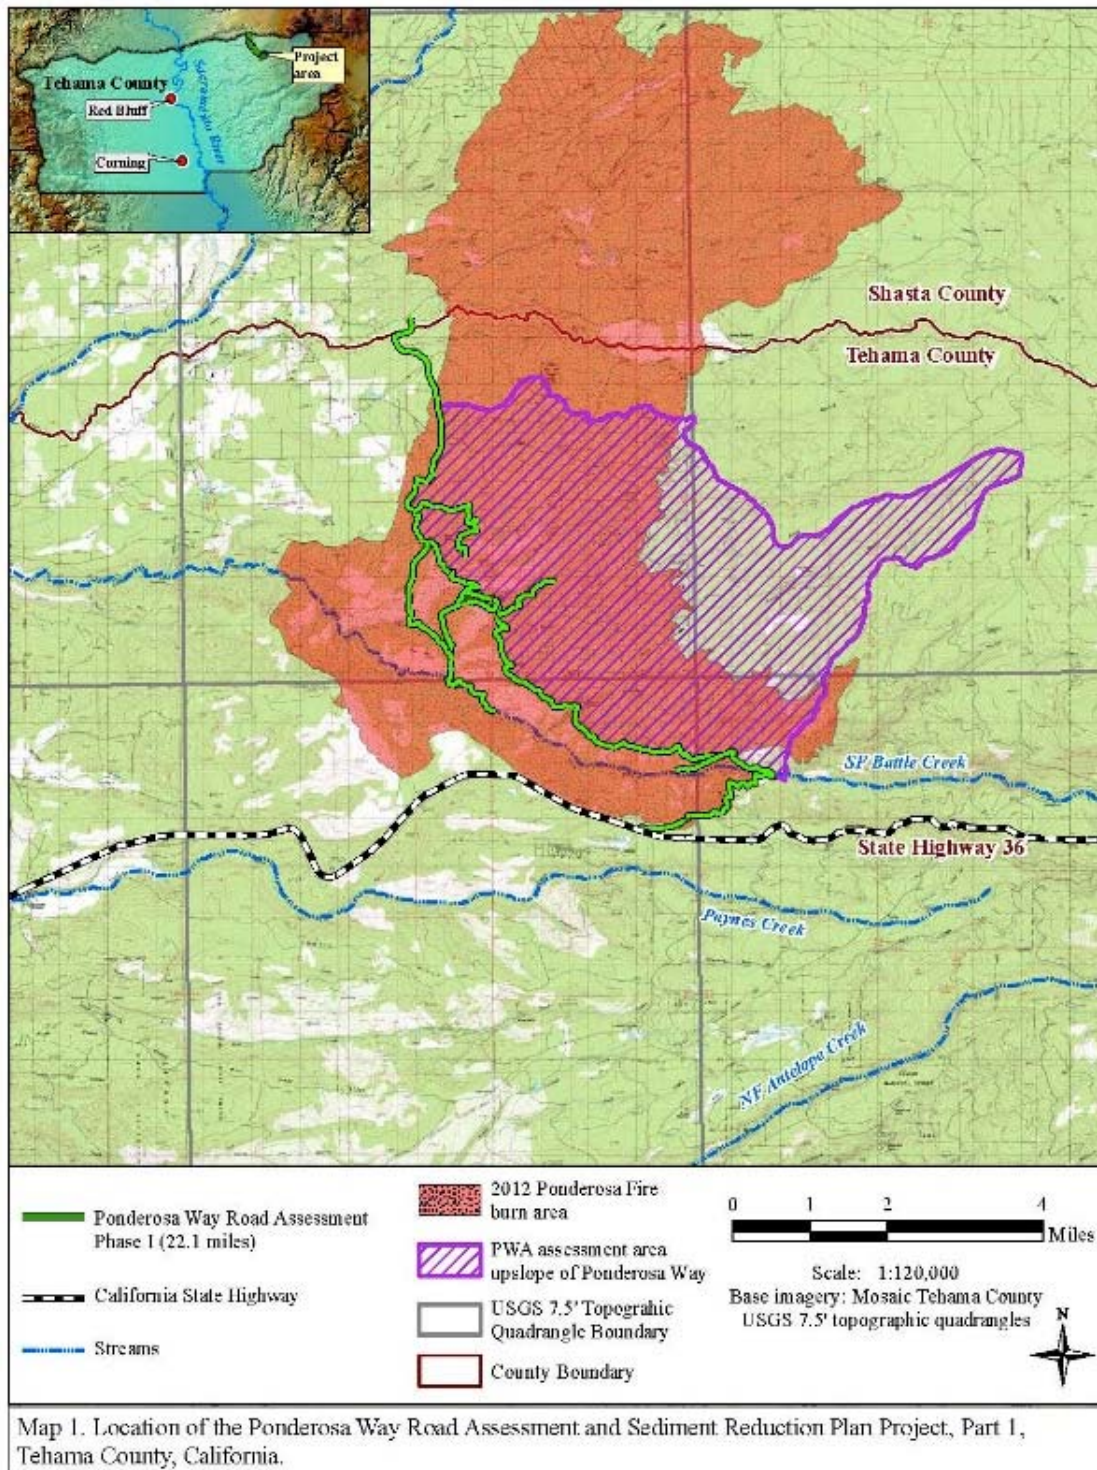 Tehama County
Project
area
Red Bluff
Sacramento River
Corning
Shasta County
Tehama County
SF Battle Creek
State Highway 36
Paynes Creek
NF Antelope Creek
Ponderosa Way Road Assessment
Phase I (22.1 miles)
California State Highway
Streams
2012 Ponderosa Fire
burn area
PWA assessment area
upslope of Ponderosa Way
USGS 7.5' Topograhic
Quadrangle Boundary
County Boundary
0 1 2 4
Miles
Scale: 1:120,000
Base imagery: Mosaic Tehama County
USGS 7.5' topographic quadrangles
N
Map 1. Location of the Ponderosa Way Road Assessment and Sediment Reduction Plan Project, Part 1,
Tehama County, California.